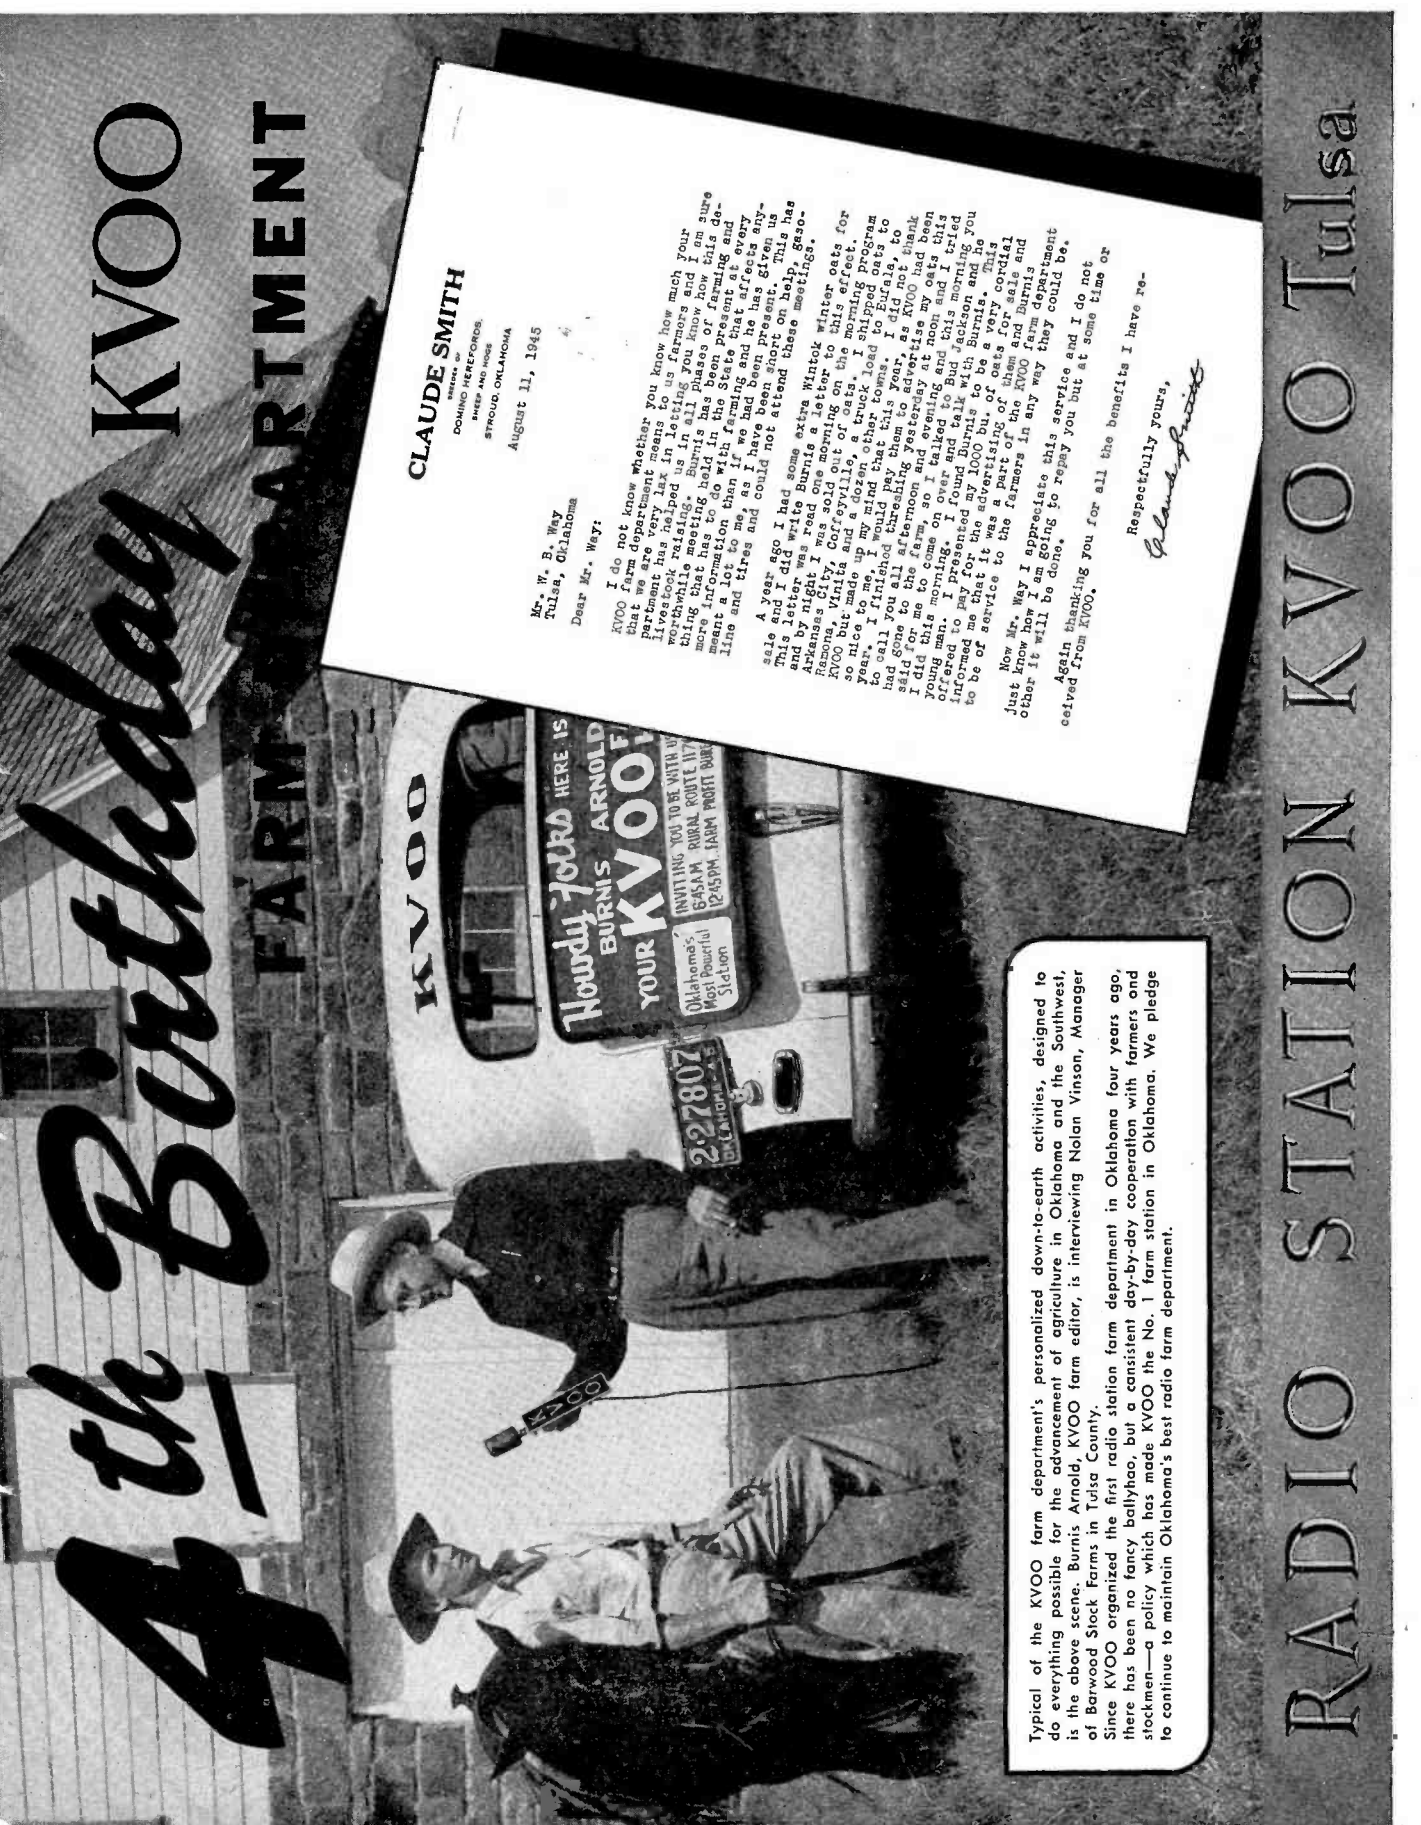 4th Birthday KVOO
FARM DEPARTMENT
CLAUDE SMITH
BREEDER OF
DOMINO HEREFORDS
SHEEP AND HOGS
STROUD, OKLAHOMA
August 11, 1945
Mr. W. B. Way
Tulsa, Oklahoma
Dear Mr. Way:
I do not know whether you know how much your
KVOO farm department means to us farmers and I am sure
that we are very lax in letting you know how this de-
partment has helped us in all phases of farming and
livestock raising. Burnis has been present at every
worthwhile meeting held in the State that affects any-
thing that has to do with farming and he has given us
more information than if we had been present. This has
meant a lot to me, as I have been short on help, gaso-
line and tires and could not attend these meetings.
A year ago I had some extra Wintok winter oats for
sale and I did write Burnis a letter to this effect.
This letter was read one morning on the morning program
and by night I was sold out of oats. I shipped oats to
Arkansas City, Coffeyville, a truck load to Eufala, to
Ramona, Vinita and a dozen other towns. I did not thank
KVOO but made up my mind that this year, as KVOO had been
so nice to me, I would pay them to advertise my oats this
year. I finished threshing yesterday at noon and I tried
to call you all afternoon and evening and this morning you
had gone to the farm, so I talked to Bud Jackson and he
said for me to come on over and talk with Burnis. This
I did this morning. I found Burnis to be a very cordial
young man. I presented my 1000 bu. of oats for sale and
offered to pay for the advertising of them and Burnis
informed me that it was a part of the KVOO farm department
to be of service to the farmers in any way they could be.
Now Mr. Way I appreciate this service and I do not
just know how I am going to repay you but at some time or
other it will be done.
Again thanking you for all the benefits I have re-
ceived from KVOO.
Respectfully yours,
Claude Smith
KVOO
Howdy Folks HERE IS
BURNIS ARNOLD
YOUR KVOO F
INVITING YOU TO BE WITH US
6:45 A.M. RURAL ROUTE 117
12:45 P.M. FARM PROFIT BURE
Oklahoma's
Most Powerful
Station
2-27807
OKLAHOMA-45
KVOO
Typical of the KVOO farm department's personalized down-to-earth activities, designed to
do everything possible for the advancement of agriculture in Oklahoma and the Southwest,
is the above scene. Burnis Arnold, KVOO farm editor, is interviewing Nolan Vinson, Manager
of Barwood Stock Farms in Tulsa County.
Since KVOO organized the first radio station farm department in Oklahoma four years ago,
there has been no fancy ballyhao, but a cansistent day-by-day cooperation with farmers and
stockmen—a policy which has made KVOO the No. 1 farm station in Oklahoma. We pledge
to continue to maintain Oklahoma's best radio farm department.
RADIO STATION KVOO Tulsa